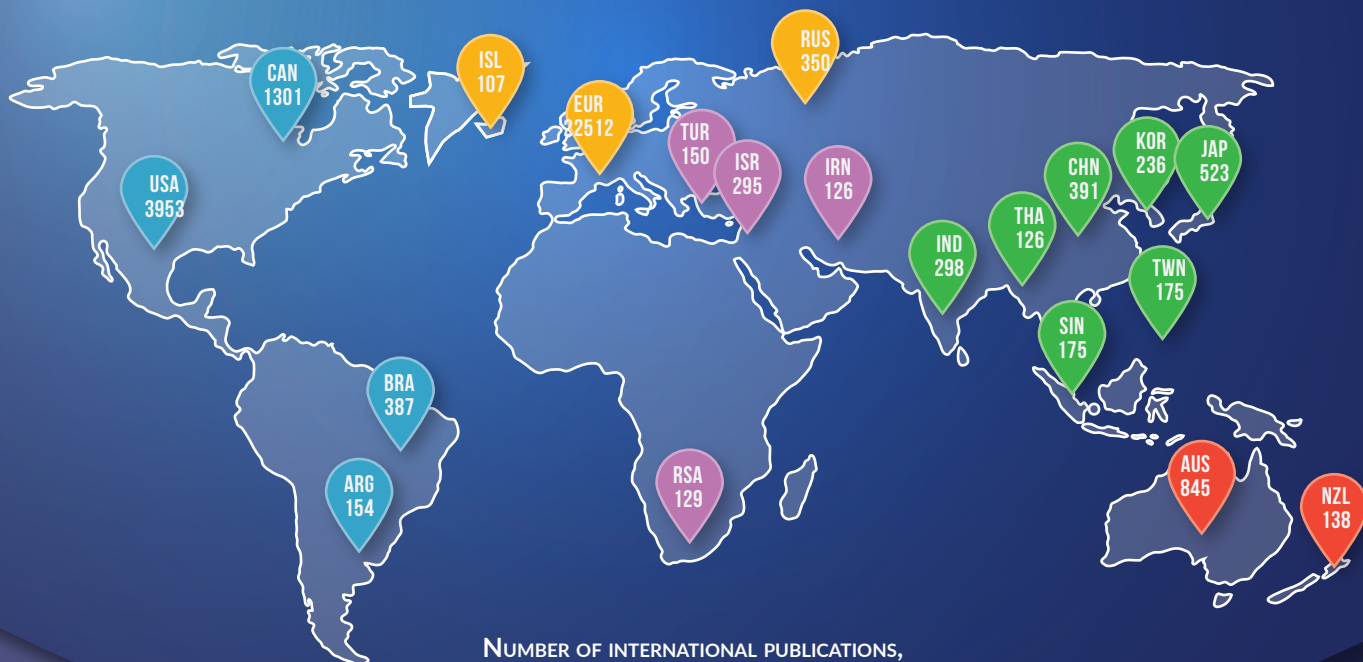 RUS
350
ISL
107
CAN
1301
EUR
22512
TUR
150
KOR
236
JAP
523
ISR
295
IRN
126
CHN
391
USA
3953
THA
126
IND
298
TWN
175
SIN
175
BRA
387
AUS
845
RSA
129
ARG
154
NZL
138
NUMBER OF INTERNATIONAL PUBLICATIONS,